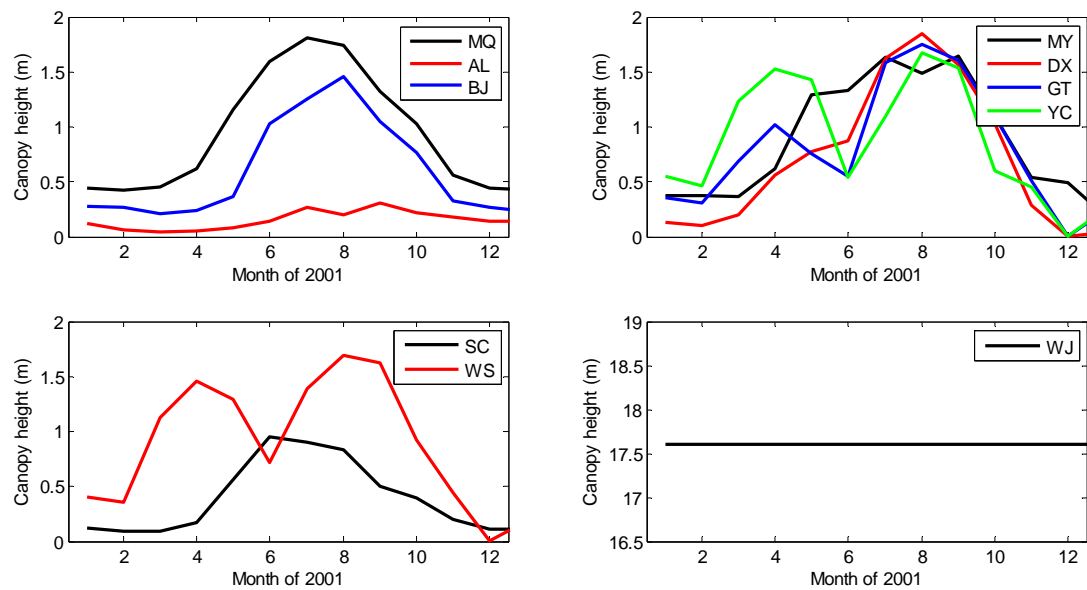 2
1.5
1
0.5
0
Canopy height (m)
2 4 6 8 10 12
Month of 2001
MQ
AL
BJ
2
1.5
1
0.5
0
Canopy height (m)
2 4 6 8 10 12
Month of 2001
MY
DX
GT
YC
2
1.5
1
0.5
0
Canopy height (m)
2 4 6 8 10 12
Month of 2001
SC
WS
19
18.5
18
17.5
17
16.5
Canopy height (m)
2 4 6 8 10 12
Month of 2001
WJ